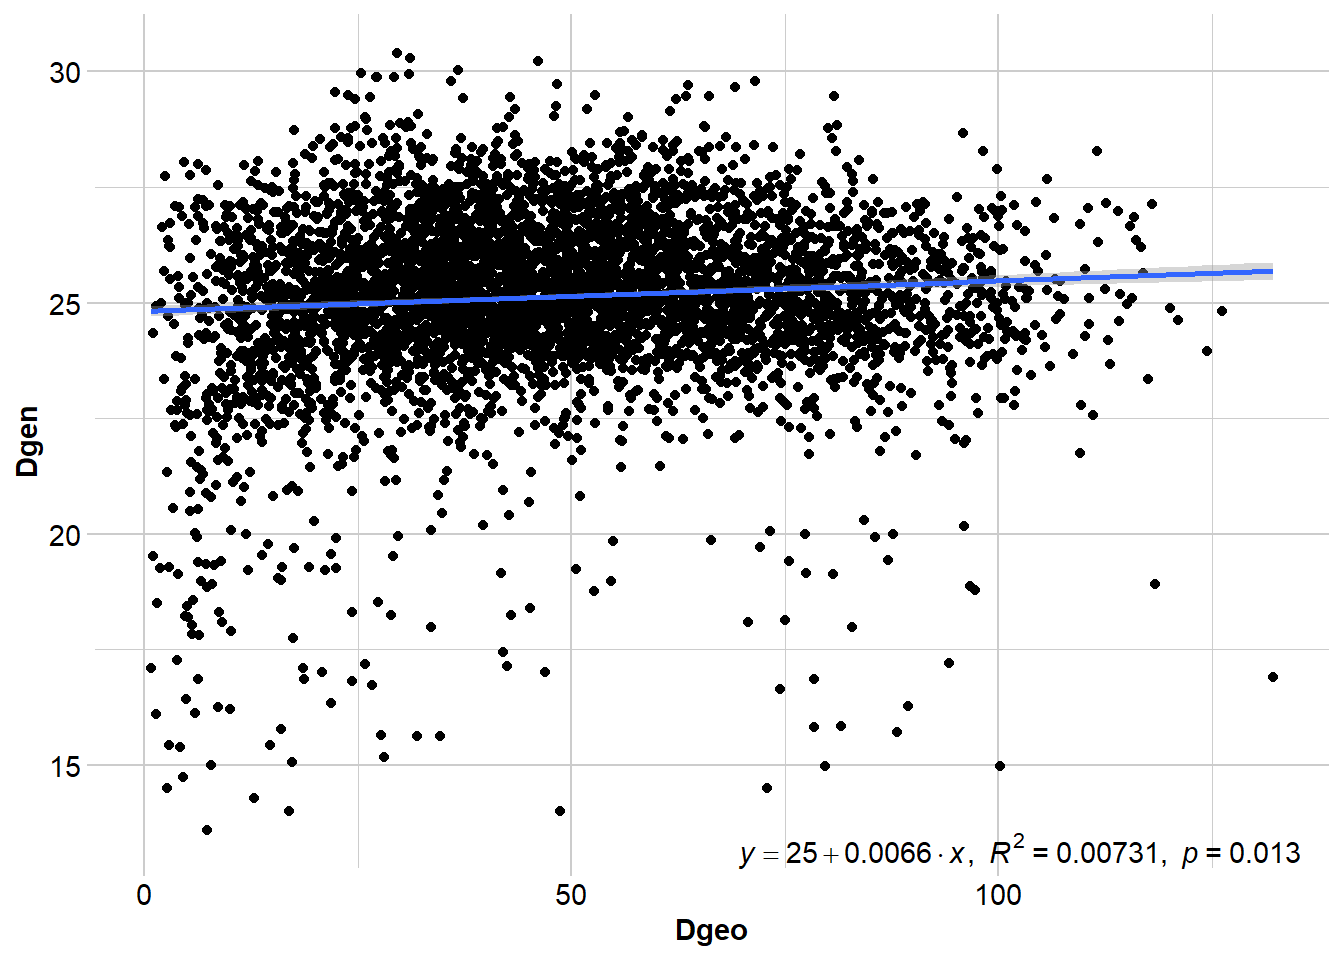 30
25
20
15
Dgen
y = 25 + 0.0066 · x, R² = 0.00731, p = 0.013
0 50 100
Dgeo